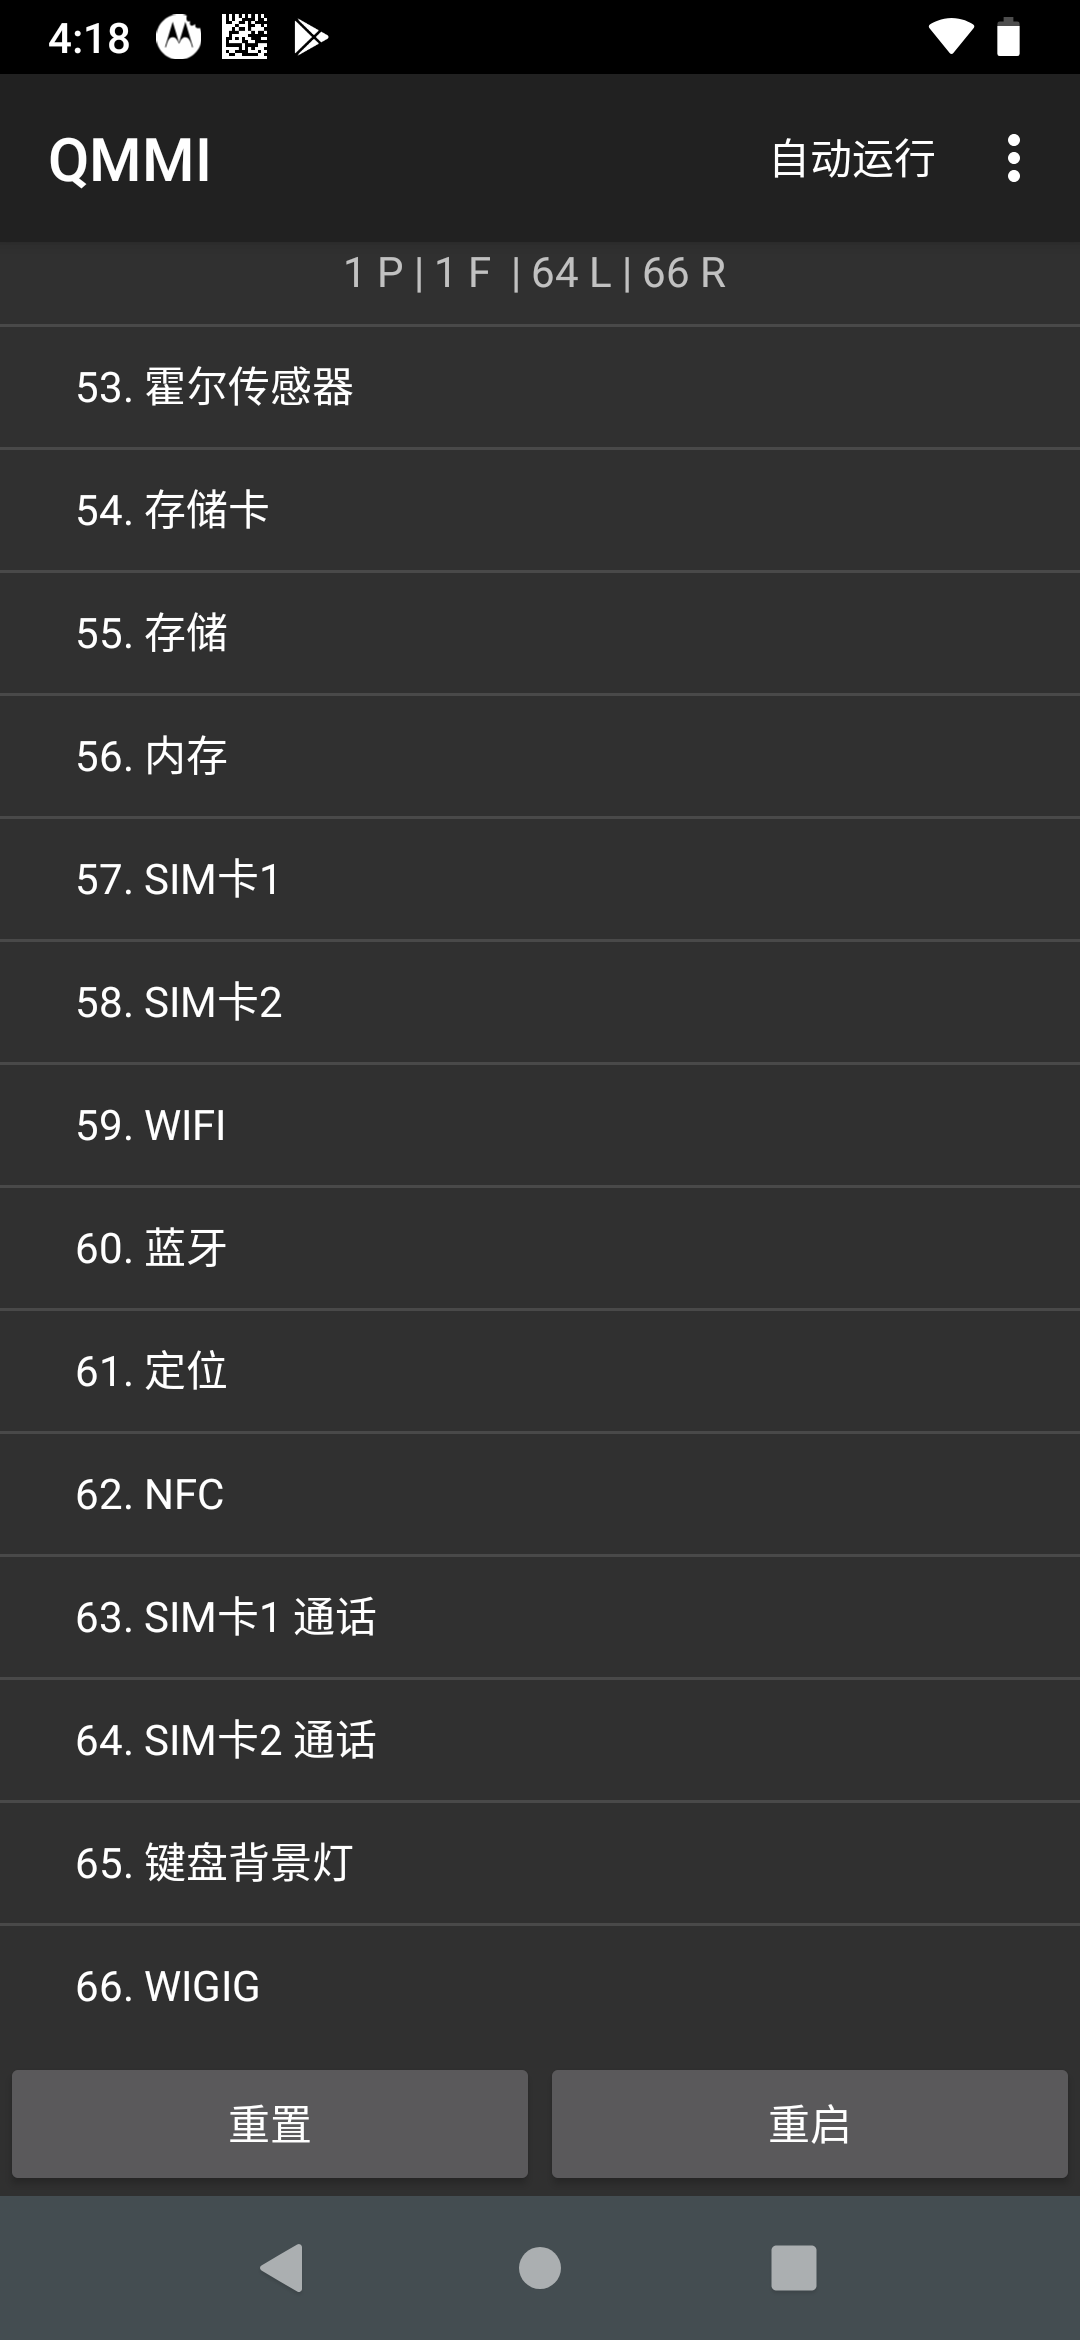 4:18
QMMI 自动运行
1 P | 1 F | 64 L | 66 R
53. 霍尔传感器
54. 存储卡
55. 存储
56. 内存
57. SIM卡1
58. SIM卡2
59. WIFI
60. 蓝牙
61. 定位
62. NFC
63. SIM卡1 通话
64. SIM卡2 通话
65. 键盘背景灯
66. WIGIG
重置 重启